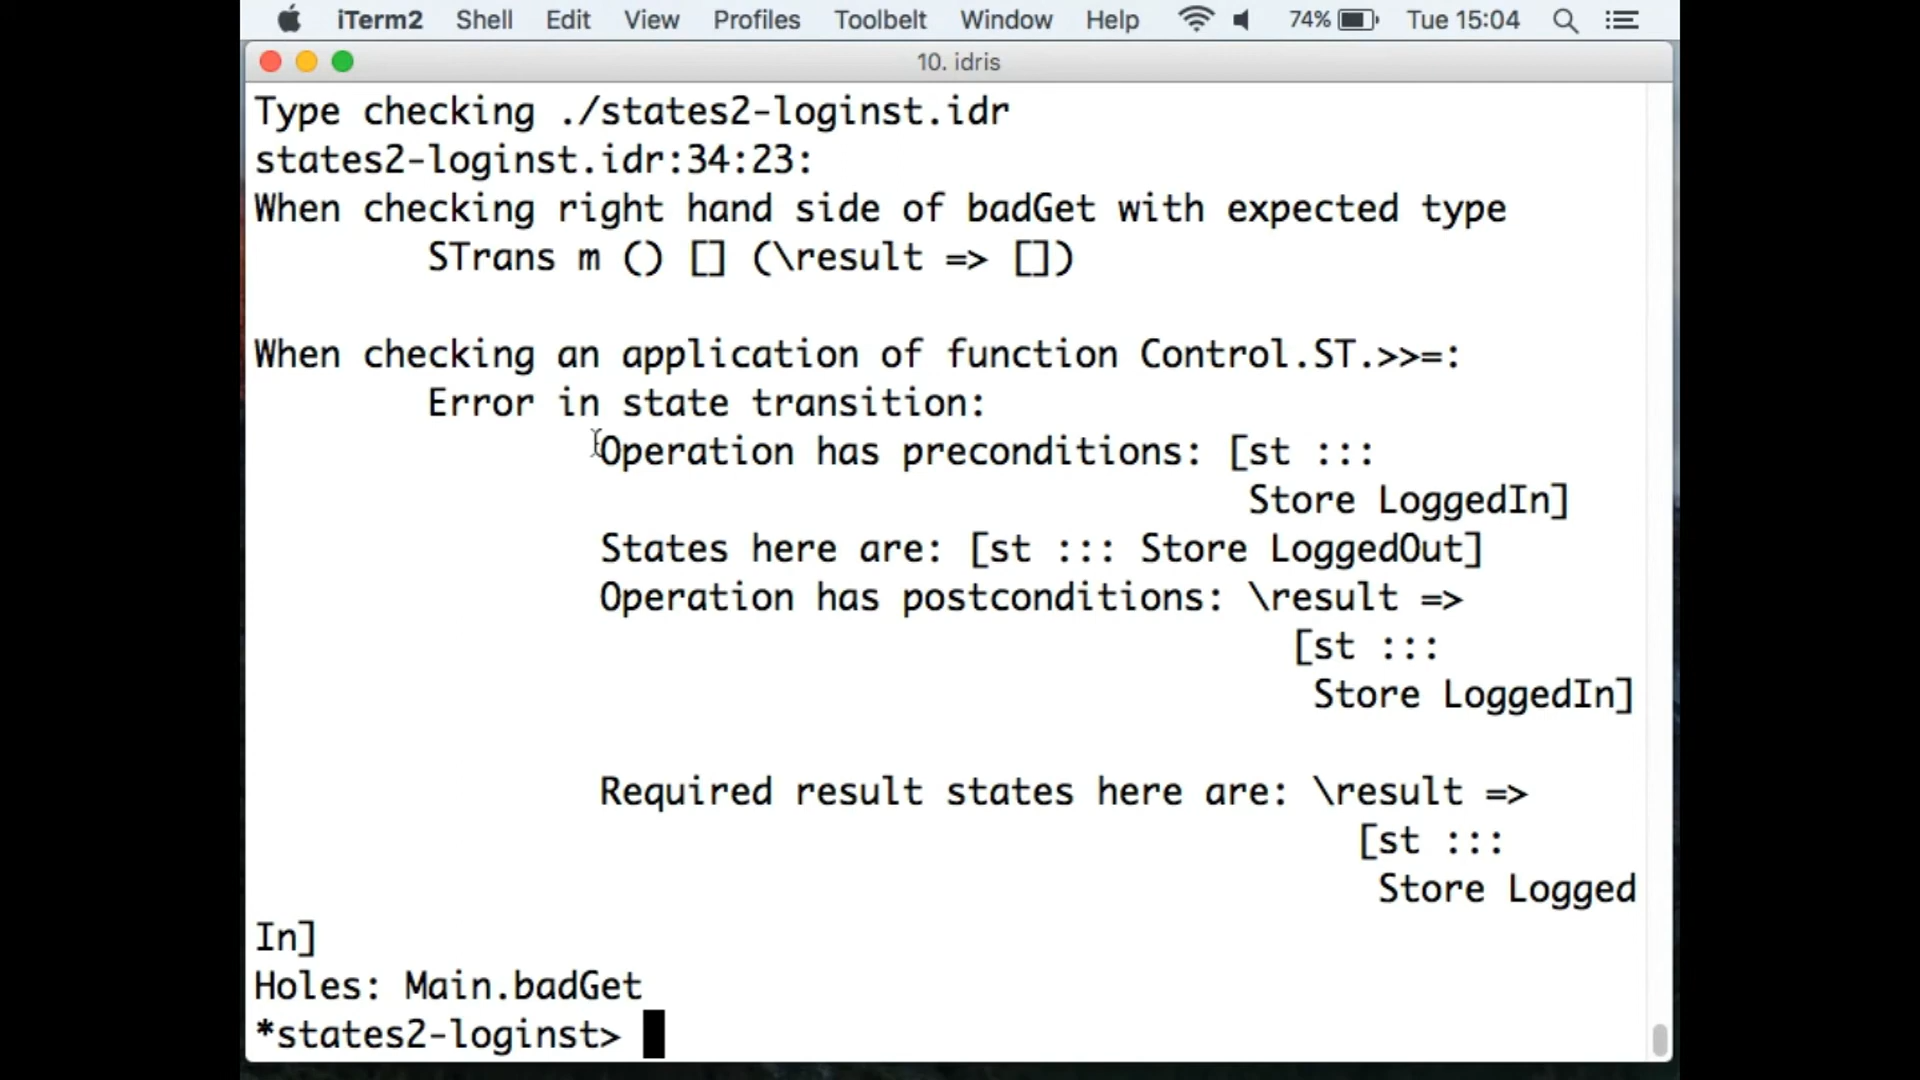 iTerm2 Shell Edit View Profiles Toolbelt Window Help 74% Tue 15:04
10. idris
Type checking ./states2-loginst.idr
states2-loginst.idr:34:23:
When checking right hand side of badGet with expected type
STrans m () [] (\result => [])
When checking an application of function Control.ST.>>=:
Error in state transition:
Operation has preconditions: [st :::
Store LoggedIn]
States here are: [st ::: Store LoggedOut]
Operation has postconditions: \result =>
[st :::
Store LoggedIn]
Required result states here are: \result =>
[st :::
Store Logged
In]
Holes: Main.badGet
*states2-loginst>